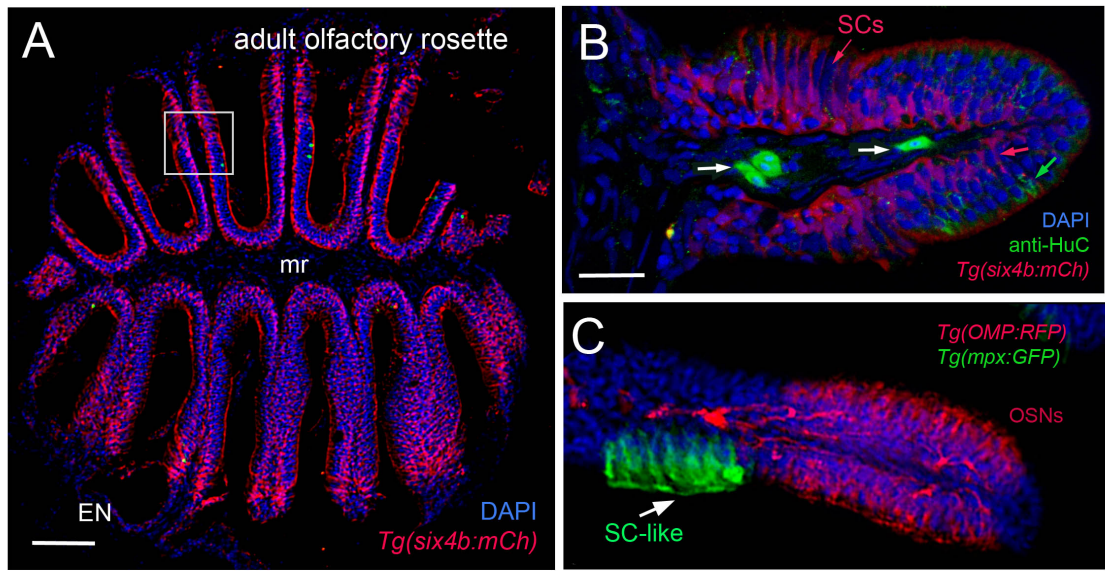 A
adult olfactory rosette
mr
EN
DAPI
Tg(six4b:mCh)
B
SCs
DAPI
anti-HuC
Tg(six4b:mCh)
C
Tg(OMP:RFP)
Tg(mpx:GFP)
OSNs
SC-like